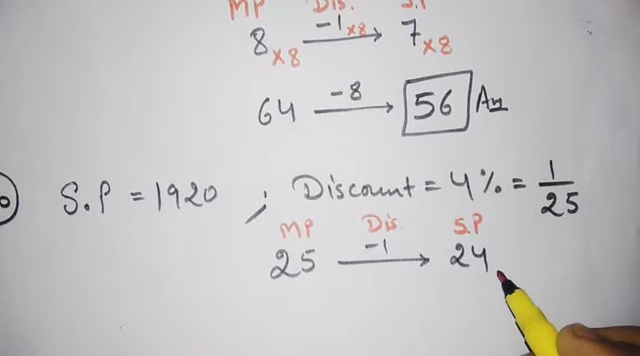 MP Dis. S.P
8 -1 7
×8 ×8 ×8
64 -8 56 Ans
S.P = 1920 ; Discount = 4% = 1/25
MP Dis. S.P
25 -1 24